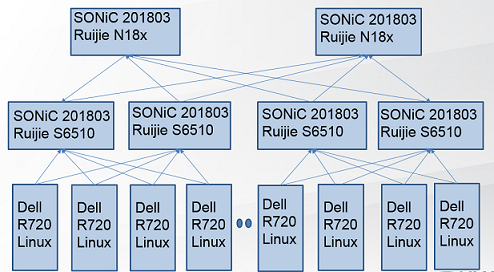 SONiC 201803
Ruijie N18x
SONiC 201803
Ruijie N18x
SONiC 201803
Ruijie S6510
SONiC 201803
Ruijie S6510
SONiC 201803
Ruijie S6510
SONiC 201803
Ruijie S6510
Dell
R720
Linux
Dell
R720
Linux
Dell
R720
Linux
Dell
R720
Linux
Dell
R720
Linux
Dell
R720
Linux
Dell
R720
Linux
Dell
R720
Linux